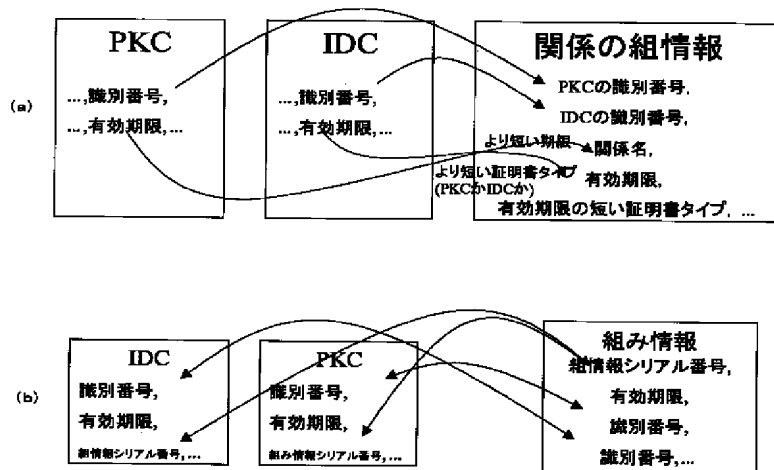 (a)
PKC
…,識別番号,
…,有効期限,…
IDC
…,識別番号,
…,有効期限,…
関係の組情報
PKCの識別番号,
IDCの識別番号,
より短い期限
関係名,
より短い証明書タイプ
(PKCかIDCか)
有効期限,
有効期限の短い証明書タイプ, …
(b)
IDC
識別番号,
有効期限,
組情報シリアル番号,…
PKC
識別番号,
有効期限,
組み情報シリアル番号,…
組み情報
組情報シリアル番号,
有効期限,
識別番号,
識別番号,…